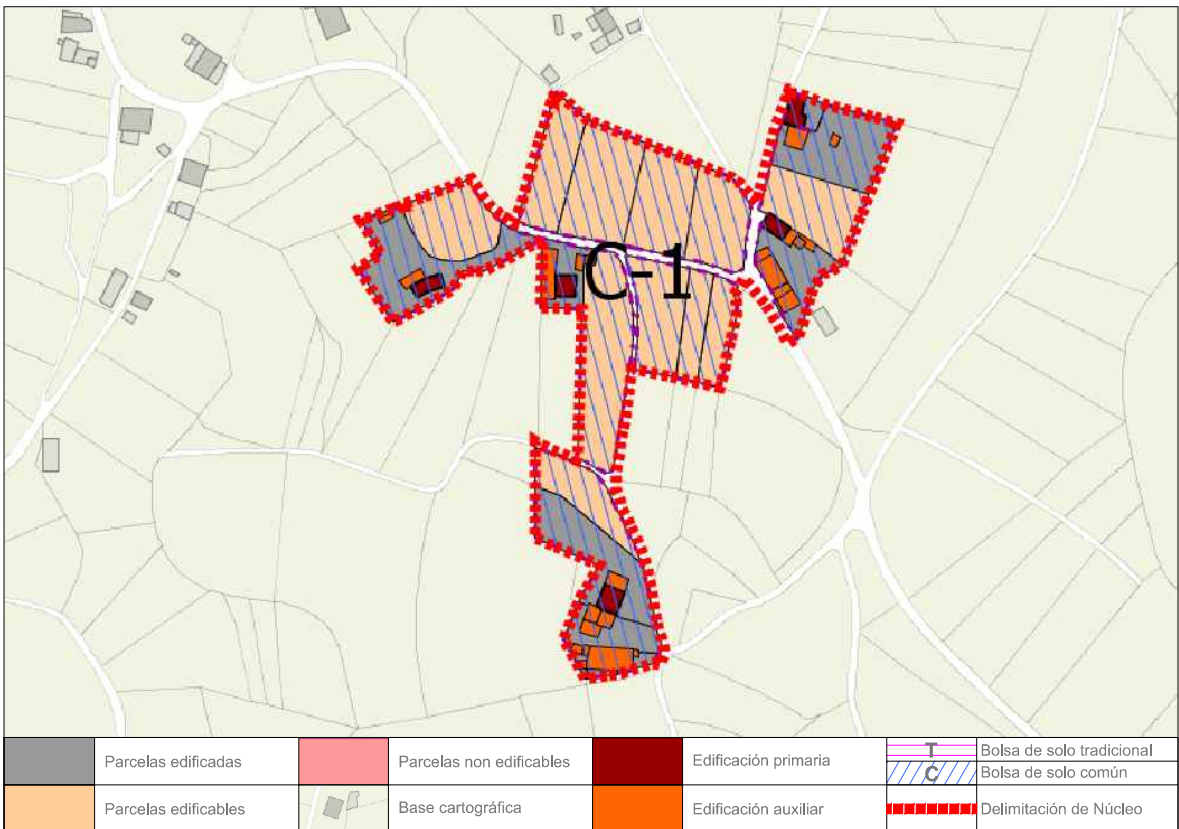 C-1
Parcelas edificadas
Parcelas non edificables
Edificación primaria
T
Bolsa de solo tradicional
C
Bolsa de solo común
Parcelas edificables
Base cartográfica
Edificación auxiliar
Delimitación de Núcleo